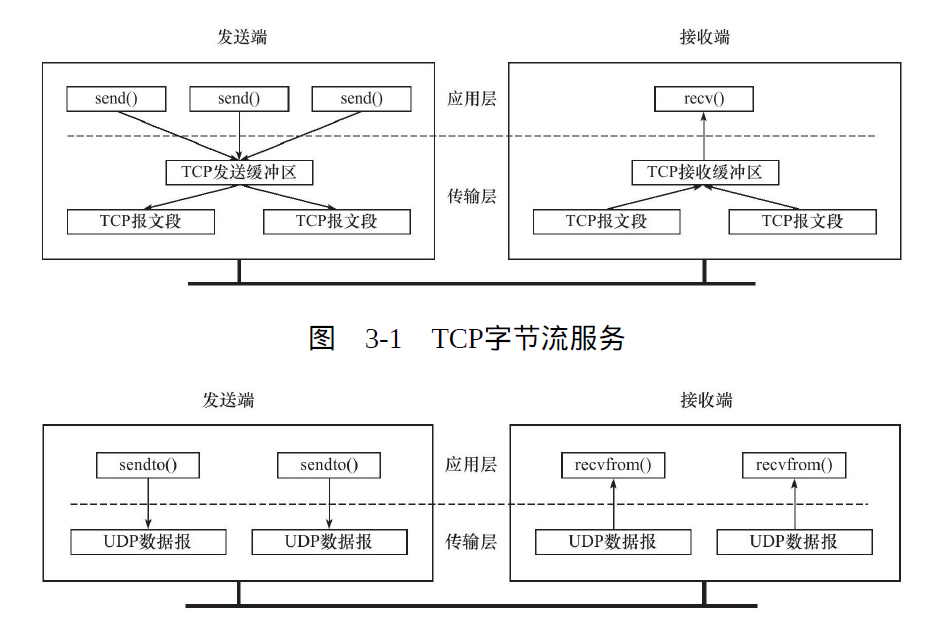 发送端 接收端
send() send() send() 应用层 recv()
TCP发送缓冲区 TCP接收缓冲区
传输层
TCP报文段 TCP报文段 TCP报文段 TCP报文段
图 3-1 TCP字节流服务
发送端 接收端
sendto() sendto() 应用层 recvfrom() recvfrom()
UDP数据报 UDP数据报 传输层 UDP数据报 UDP数据报